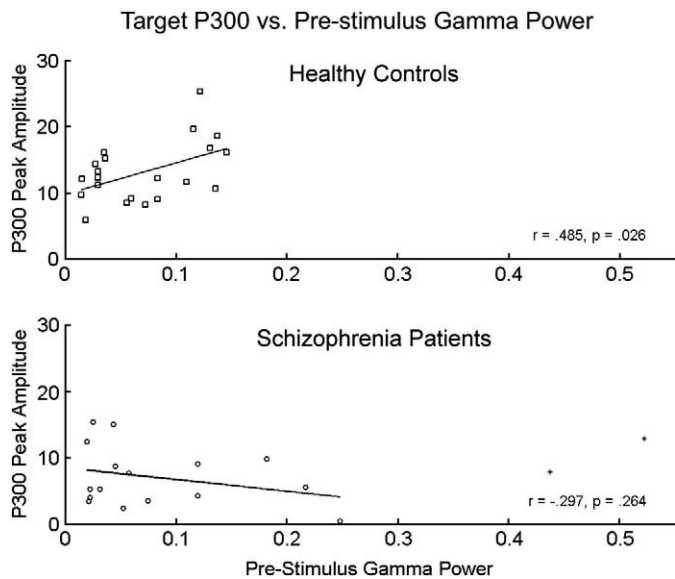 Target P300 vs. Pre-stimulus Gamma Power
Healthy Controls
P300 Peak Amplitude
30
20
10
0
r = .485, p = .026
0 0.1 0.2 0.3 0.4 0.5
Schizophrenia Patients
P300 Peak Amplitude
30
20
10
0
r = -.297, p = .264
0 0.1 0.2 0.3 0.4 0.5
Pre-Stimulus Gamma Power